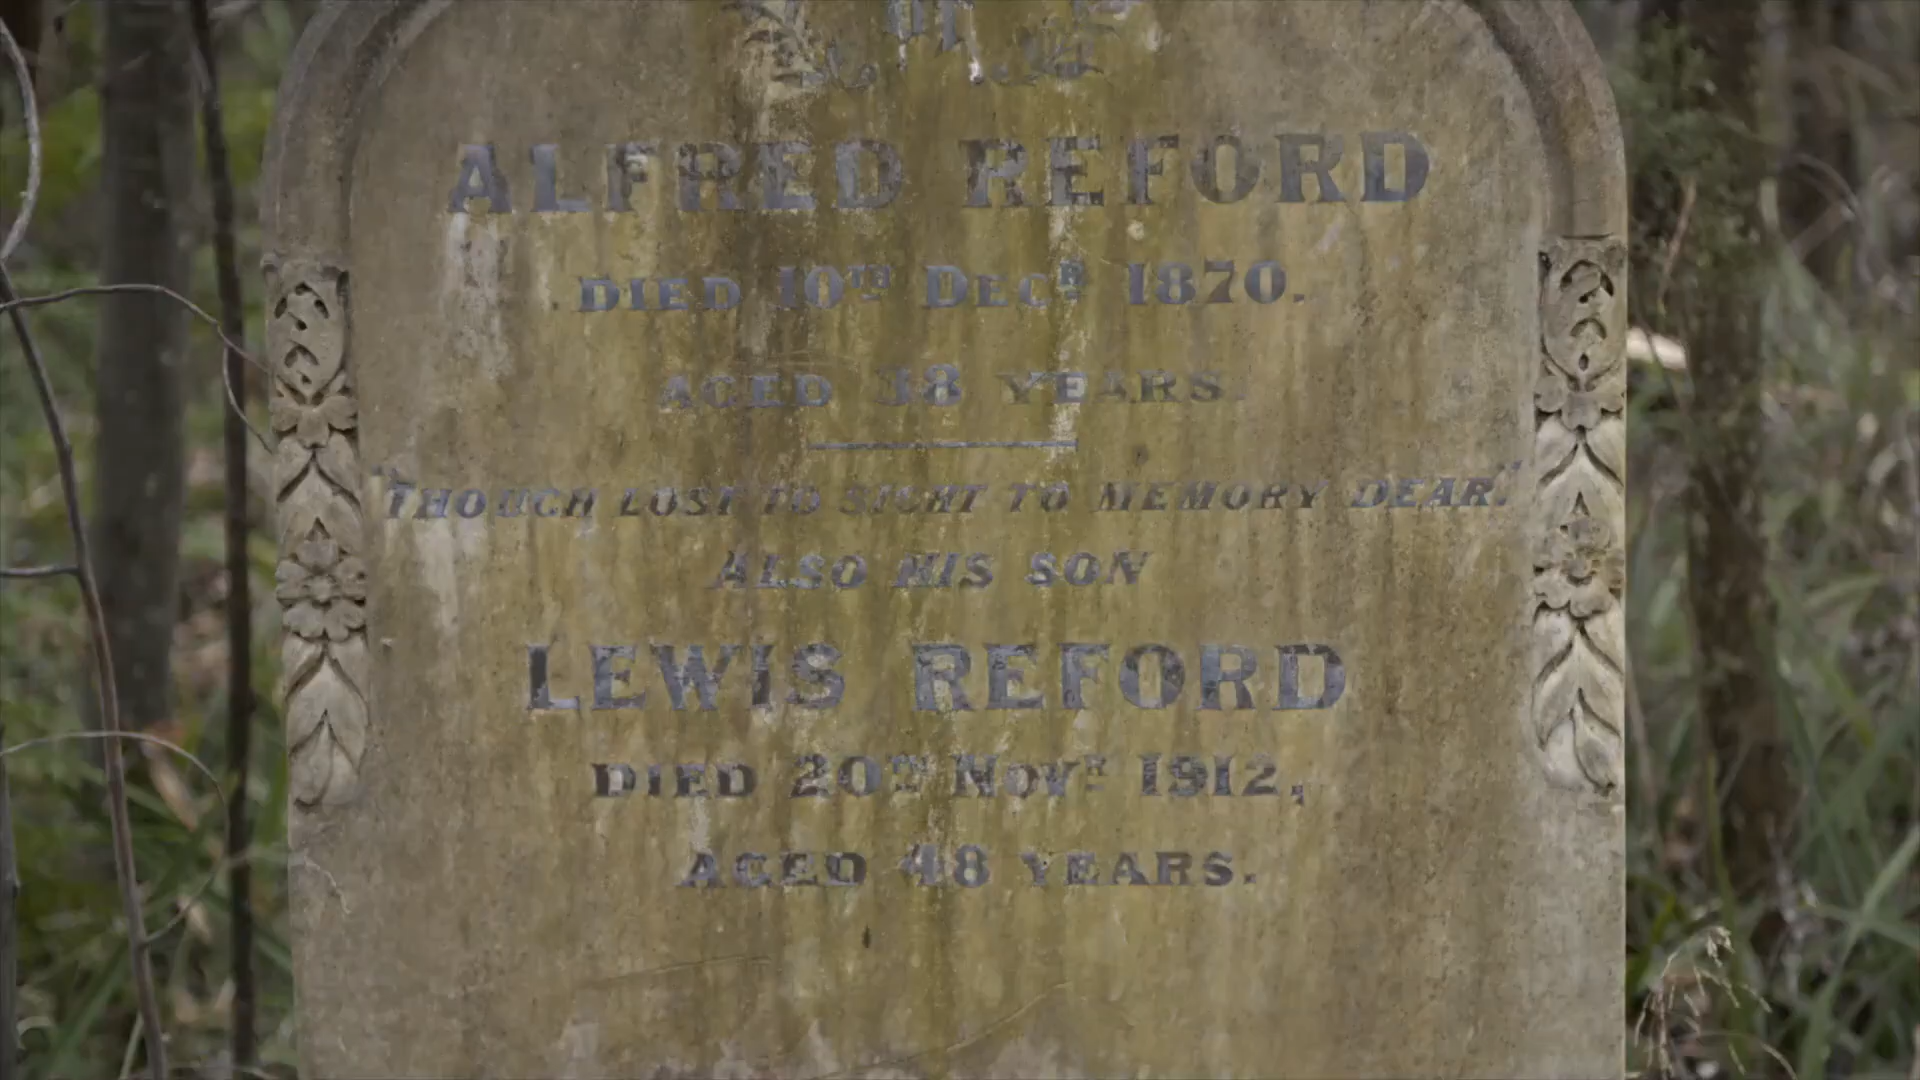 ALFRED REFORD
DIED 10TH DECR 1870.
AGED 38 YEARS.
"THOUGH LOST TO SIGHT TO MEMORY DEAR."
ALSO HIS SON
LEWIS REFORD
DIED 20TH NOVR 1912,
AGED 48 YEARS.